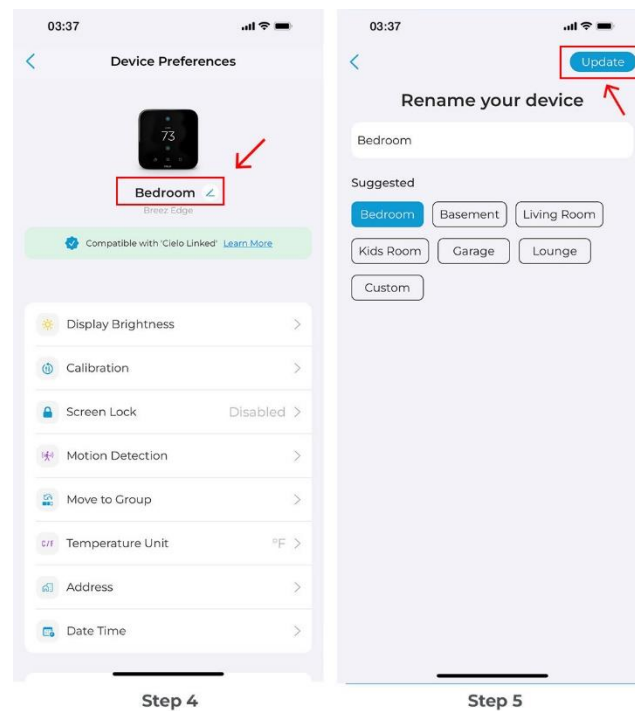 03:37
Device Preferences
73
Bedroom
Breez Edge
Compatible with 'Cielo Linked' Learn More
Display Brightness
Calibration
Screen Lock Disabled
Motion Detection
Move to Group
C/F Temperature Unit °F
Address
Date Time
Step 4
03:37
Update
Rename your device
Bedroom
Suggested
Bedroom Basement Living Room
Kids Room Garage Lounge
Custom
Step 5